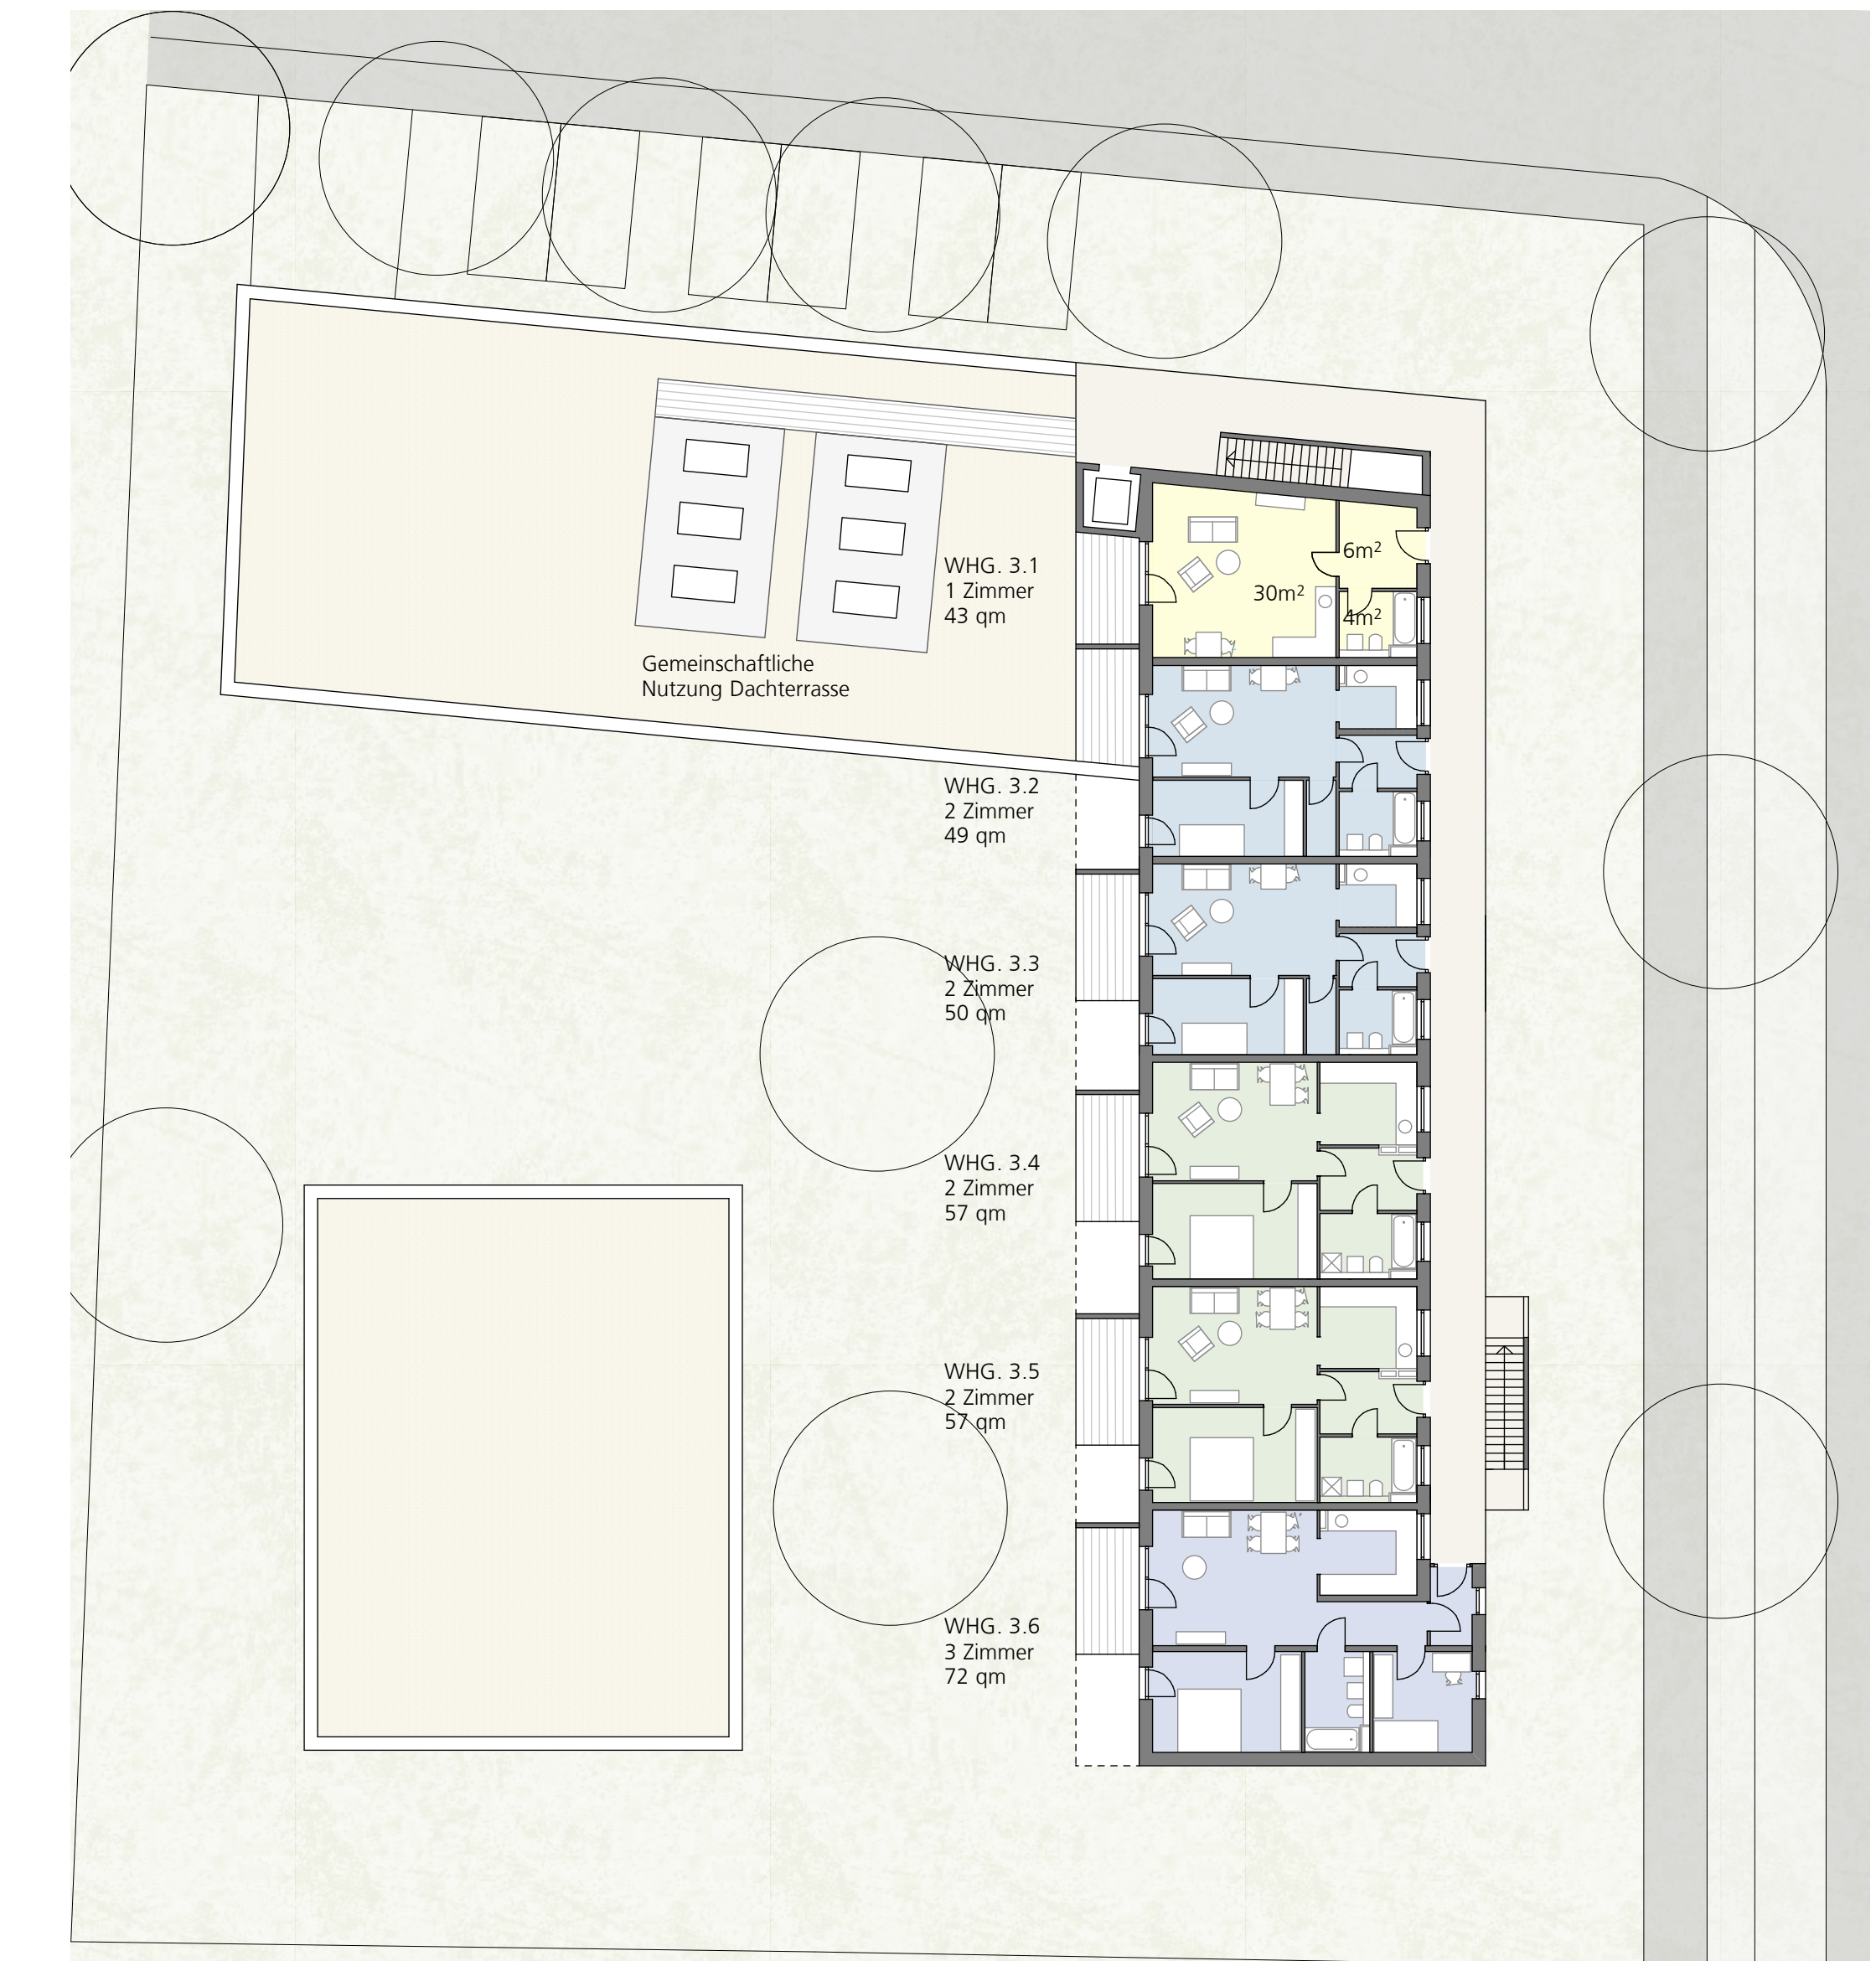 6m²
30m²
4m²
WHG. 3.1
1 Zimmer
43 qm
Gemeinschaftliche
Nutzung Dachterrasse
WHG. 3.2
2 Zimmer
49 qm
WHG. 3.3
2 Zimmer
50 qm
WHG. 3.4
2 Zimmer
57 qm
WHG. 3.5
2 Zimmer
57 qm
WHG. 3.6
3 Zimmer
72 qm